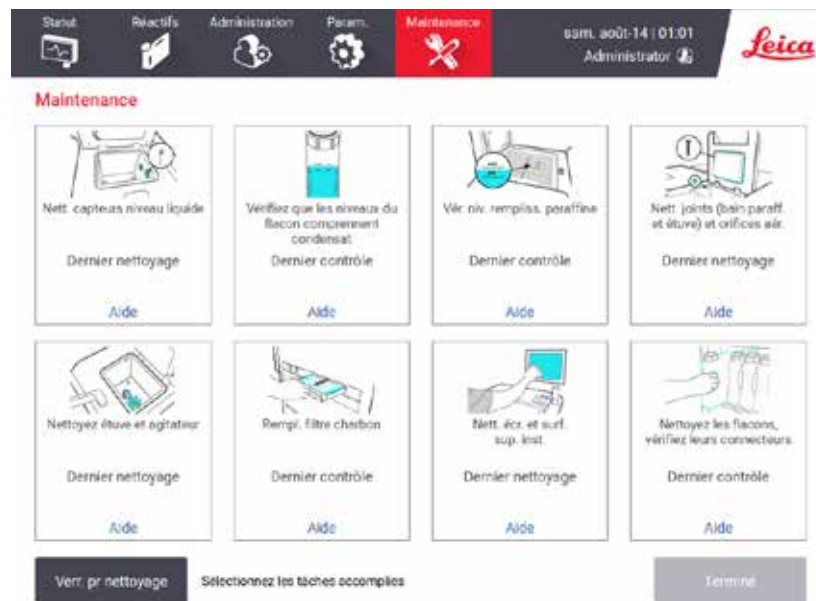 Statut
Réactifs
Administration
Param.
Maintenance
sam. août-14 | 01:01
Administrator
Leica
Maintenance
Nett. capteurs niveau liquide
Dernier nettoyage
Aide
Vérifiez que les niveaux du
flacon comprennent
condensat
Dernier contrôle
Aide
Vér. niv. rempliss. paraffine
Dernier contrôle
Aide
Nett. joints (bain paraff.
et étuve) et orifices aér.
Dernier nettoyage
Aide
Nettoyez étuve et agitateur
Dernier nettoyage
Aide
Rempl. filtre charbon
Dernier contrôle
Aide
Nett. écr. et surf.
sup. inst.
Dernier nettoyage
Aide
Nettoyez les flacons,
vérifiez leurs connecteurs
Dernier contrôle
Aide
Verr. pr nettoyage
Sélectionnez les tâches accomplies
Terminé